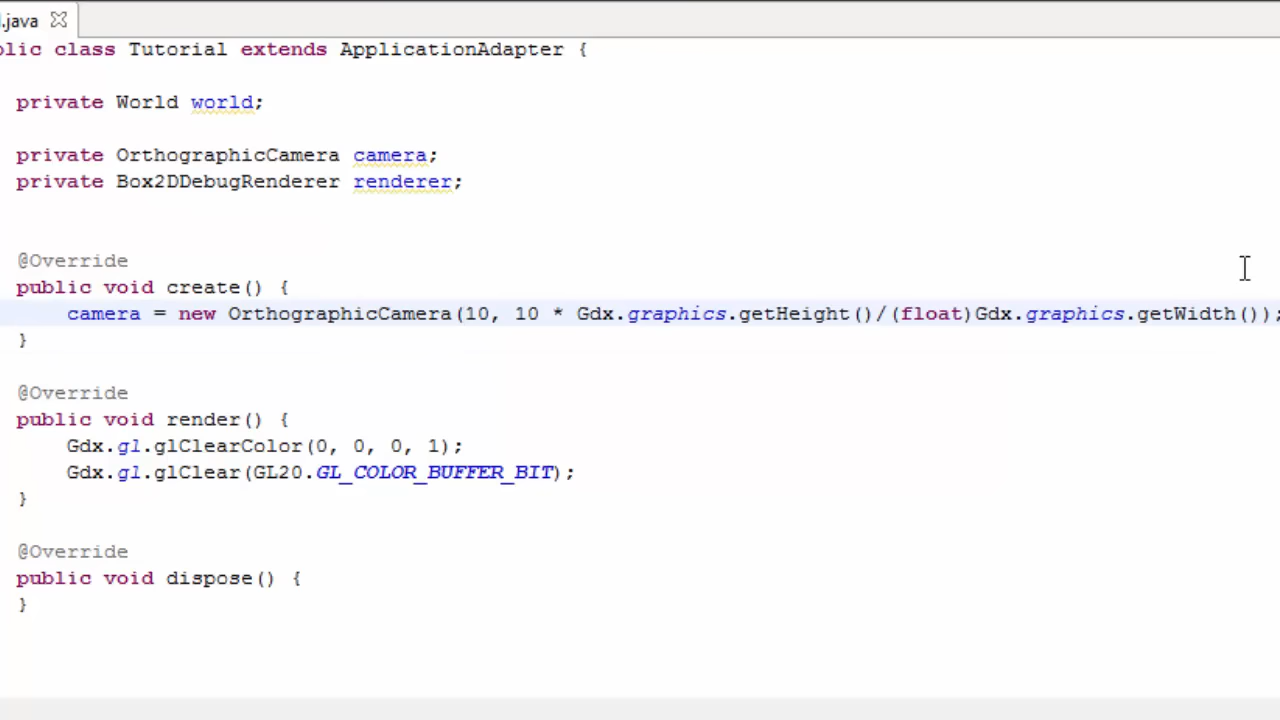 .java
olic class Tutorial extends ApplicationAdapter {
private World world;
private OrthographicCamera camera;
private Box2DDebugRenderer renderer;
@Override
public void create() {
camera = new OrthographicCamera(10, 10 * Gdx.graphics.getHeight()/(float)Gdx.graphics.getWidth());
}
@Override
public void render() {
Gdx.gl.glClearColor(0, 0, 0, 1);
Gdx.gl.glClear(GL20.GL_COLOR_BUFFER_BIT);
}
@Override
public void dispose() {
}